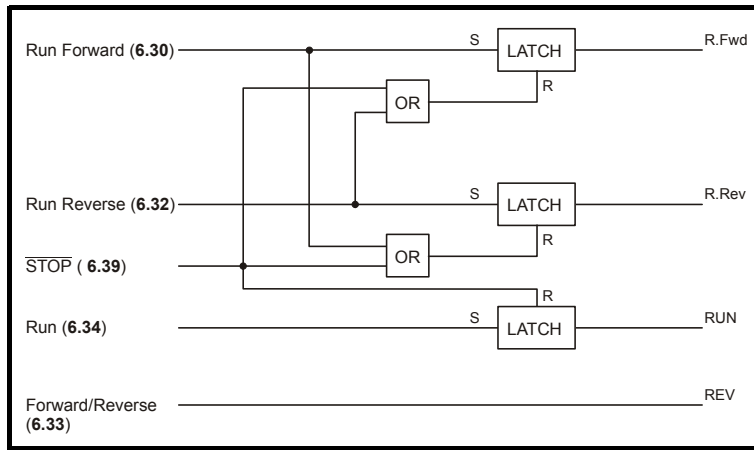 Run Forward (6.30)
S
LATCH
R.Fwd
R
OR
Run Reverse (6.32)
S
LATCH
R.Rev
R
OR
STOP ( 6.39)
R
Run (6.34)
S
LATCH
RUN
Forward/Reverse
(6.33)
REV